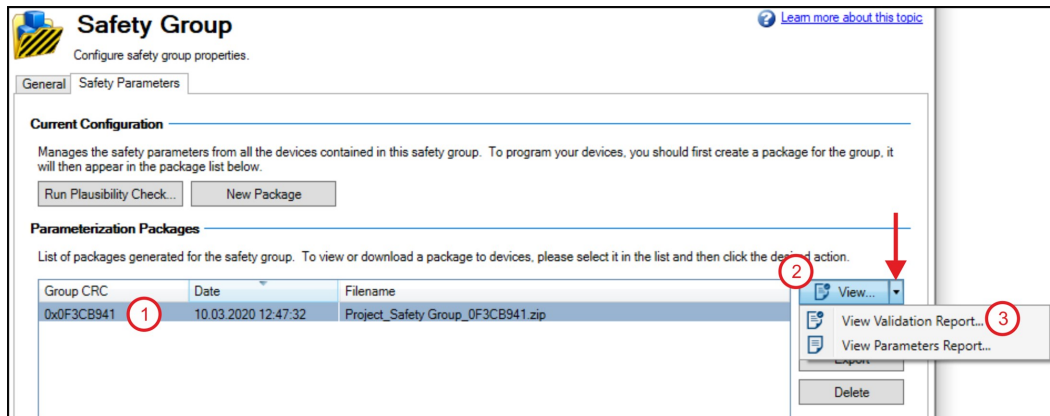 Safety Group
Learn more about this topic
Configure safety group properties.
General Safety Parameters
Current Configuration
Manages the safety parameters from all the devices contained in this safety group. To program your devices, you should first create a package for the group, it
will then appear in the package list below.
Run Plausibility Check... New Package
Parameterization Packages
List of packages generated for the safety group. To view or download a package to devices, please select it in the list and then click the desired action.
2
Group CRC Date Filename View...
0x0F3CB941 1 10.03.2020 12:47:32 Project_Safety Group_0F3CB941.zip
View Validation Report... 3
View Parameters Report...
Export
Delete